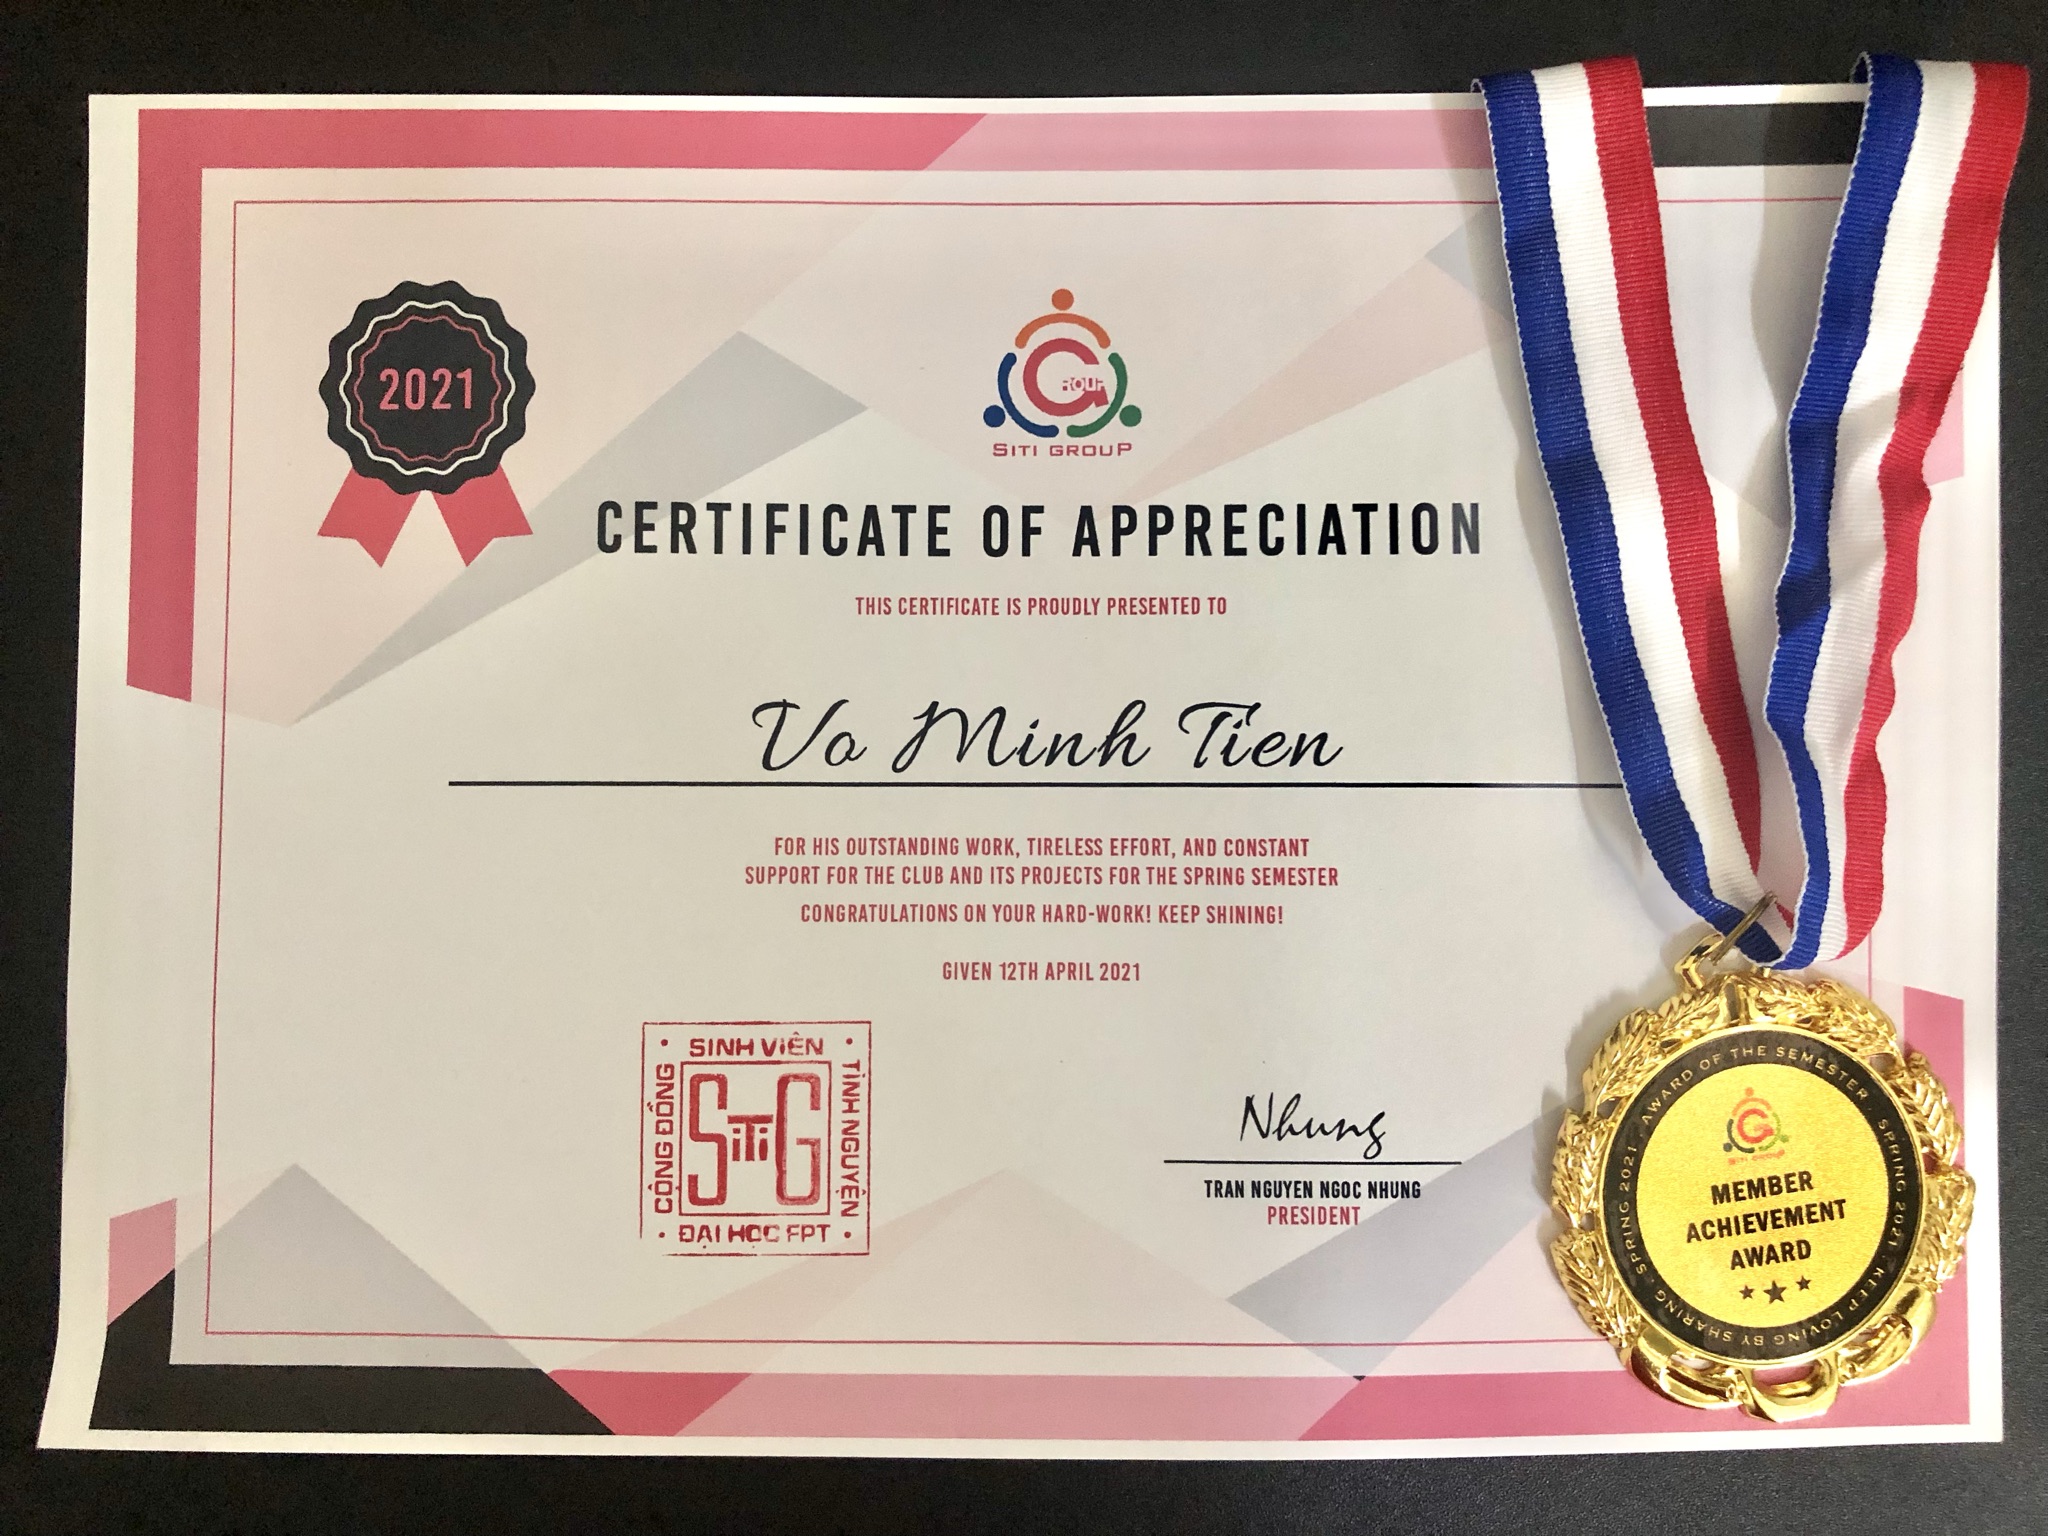 2021
GROUP
SITI GROUP
CERTIFICATE OF APPRECIATION
THIS CERTIFICATE IS PROUDLY PRESENTED TO
Vo Minh Tien
FOR HIS OUTSTANDING WORK, TIRELESS EFFORT, AND CONSTANT
SUPPORT FOR THE CLUB AND ITS PROJECTS FOR THE SPRING SEMESTER
CONGRATULATIONS ON YOUR HARD-WORK! KEEP SHINING!
GIVEN 12TH APRIL 2021
SINH VIÊN
TÌNH NGUYỆN
CỘNG ĐỒNG
SITI G
ĐẠI HỌC FPT
Nhung
TRAN NGUYEN NGOC NHUNG
PRESIDENT
AWARD OF THE SEMESTER · SPRING 2021 · KEEP LOVING BY SHARING · SPRING 2021 ·
SITI GROUP
MEMBER
ACHIEVEMENT
AWARD